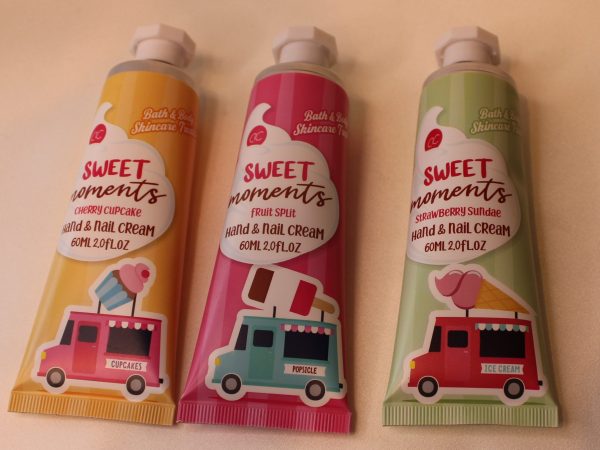 Bath & Body
Skincare
SWEET
moments
CHERRY CUPCAKE
HAND & NAIL CREAM
60ML 2.0fl.OZ
CUPCAKES
Bath & Body
Skincare
SWEET
moments
FRUIT SPLIT
HAND & NAIL CREAM
60ML 2.0fl.OZ
POPSICLE
Bath & Body
Skincare
SWEET
moments
STRAWBERRY SUNDAE
HAND & NAIL CREAM
60ML 2.0fl.OZ
ICE CREAM